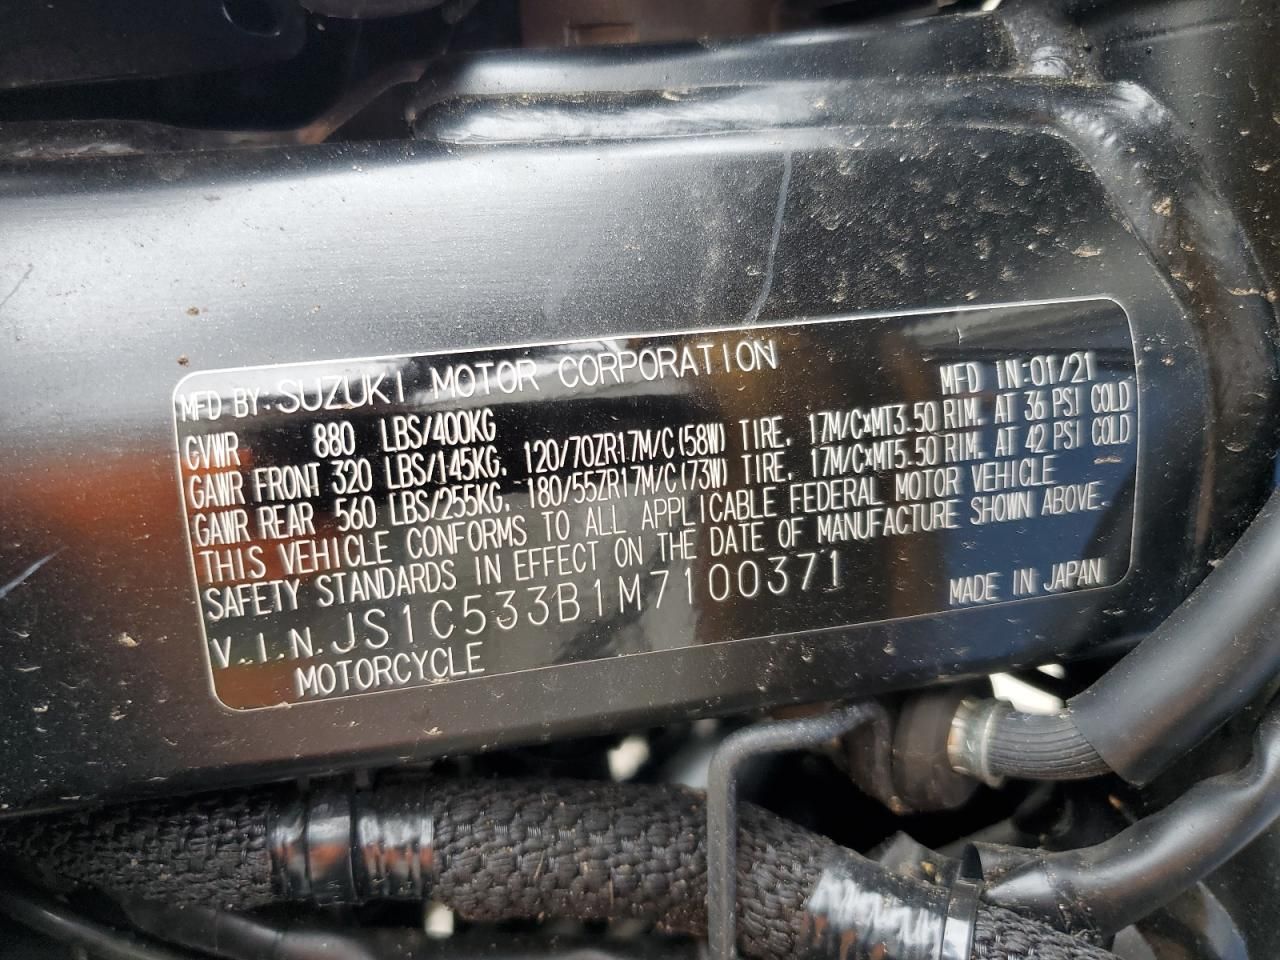 MFD BY: SUZUKI MOTOR CORPORATION MFD IN:01/21
GVWR 880 LBS/400KG
GAWR FRONT 320 LBS/145KG, 120/70ZR17M/C(58W) TIRE, 17M/C×MT3.50 RIM, AT 36 PSI COLD
GAWR REAR 560 LBS/255KG, 180/55ZR17M/C(73W) TIRE, 17M/C×MT5.50 RIM, AT 42 PSI COLD
THIS VEHICLE CONFORMS TO ALL APPLICABLE FEDERAL MOTOR VEHICLE
SAFETY STANDARDS IN EFFECT ON THE DATE OF MANUFACTURE SHOWN ABOVE.
V.I.N.JS1C533B1M7100371 MADE IN JAPAN
MOTORCYCLE